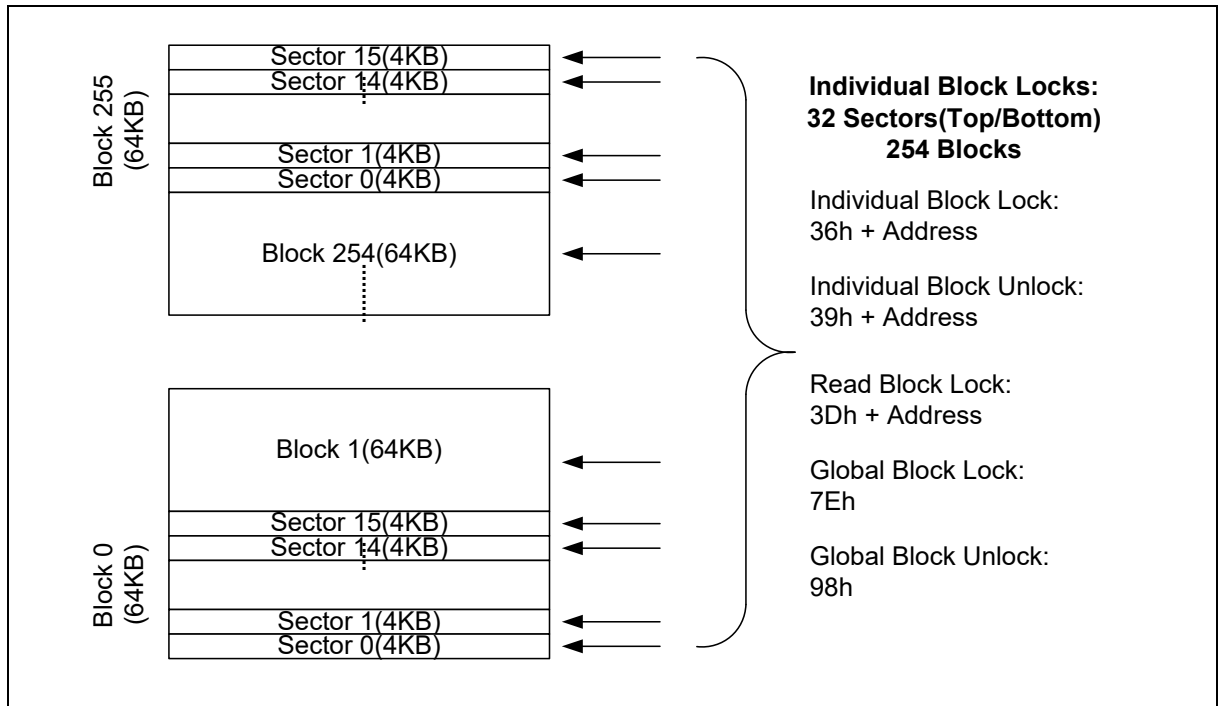 Block 255
(64KB)
Sector 15(4KB)
Sector 14(4KB)
Sector 1(4KB)
Sector 0(4KB)
Block 254(64KB)
Block 0
(64KB)
Block 1(64KB)
Sector 15(4KB)
Sector 14(4KB)
Sector 1(4KB)
Sector 0(4KB)
Individual Block Locks:
32 Sectors(Top/Bottom)
254 Blocks
Individual Block Lock:
36h + Address
Individual Block Unlock:
39h + Address
Read Block Lock:
3Dh + Address
Global Block Lock:
7Eh
Global Block Unlock:
98h